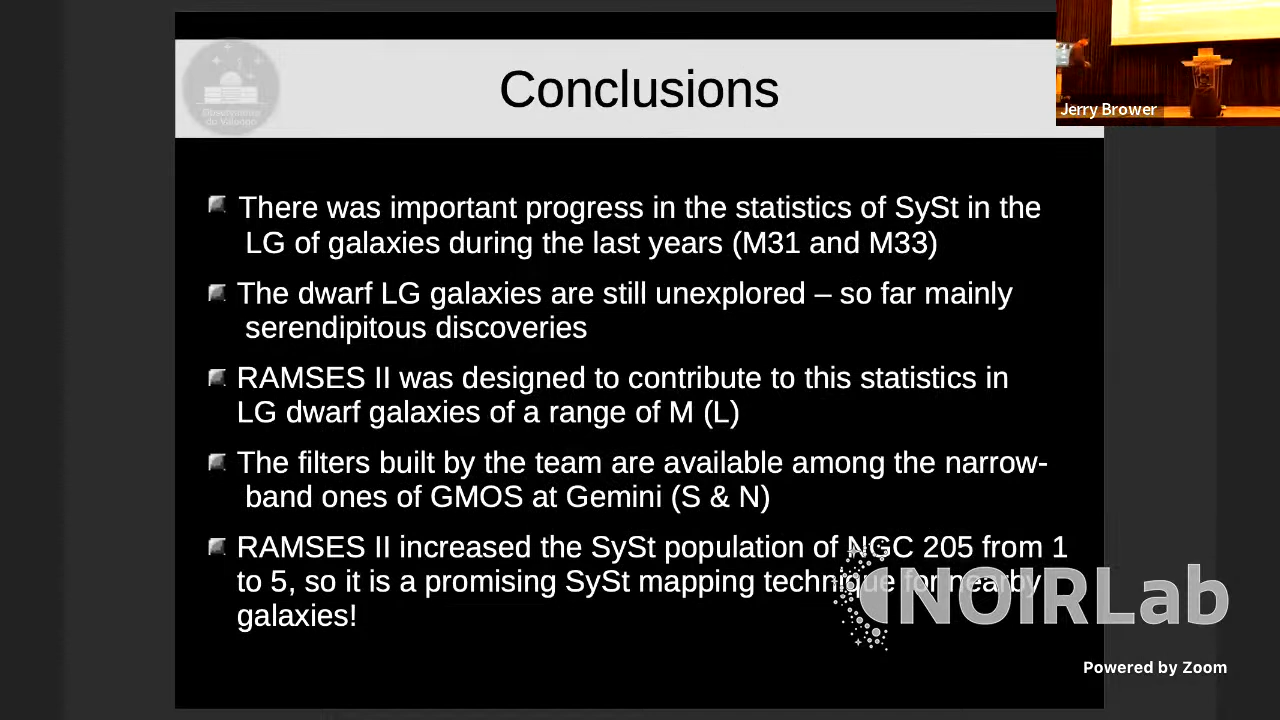 Conclusions
Observatório
do Valongo
Jerry Brower
There was important progress in the statistics of SySt in the
LG of galaxies during the last years (M31 and M33)
The dwarf LG galaxies are still unexplored – so far mainly
serendipitous discoveries
RAMSES II was designed to contribute to this statistics in
LG dwarf galaxies of a range of M (L)
The filters built by the team are available among the narrow-
band ones of GMOS at Gemini (S & N)
RAMSES II increased the SySt population of NGC 205 from 1
to 5, so it is a promising SySt mapping technique for nearby
galaxies!
NOIRLab
Powered by Zoom